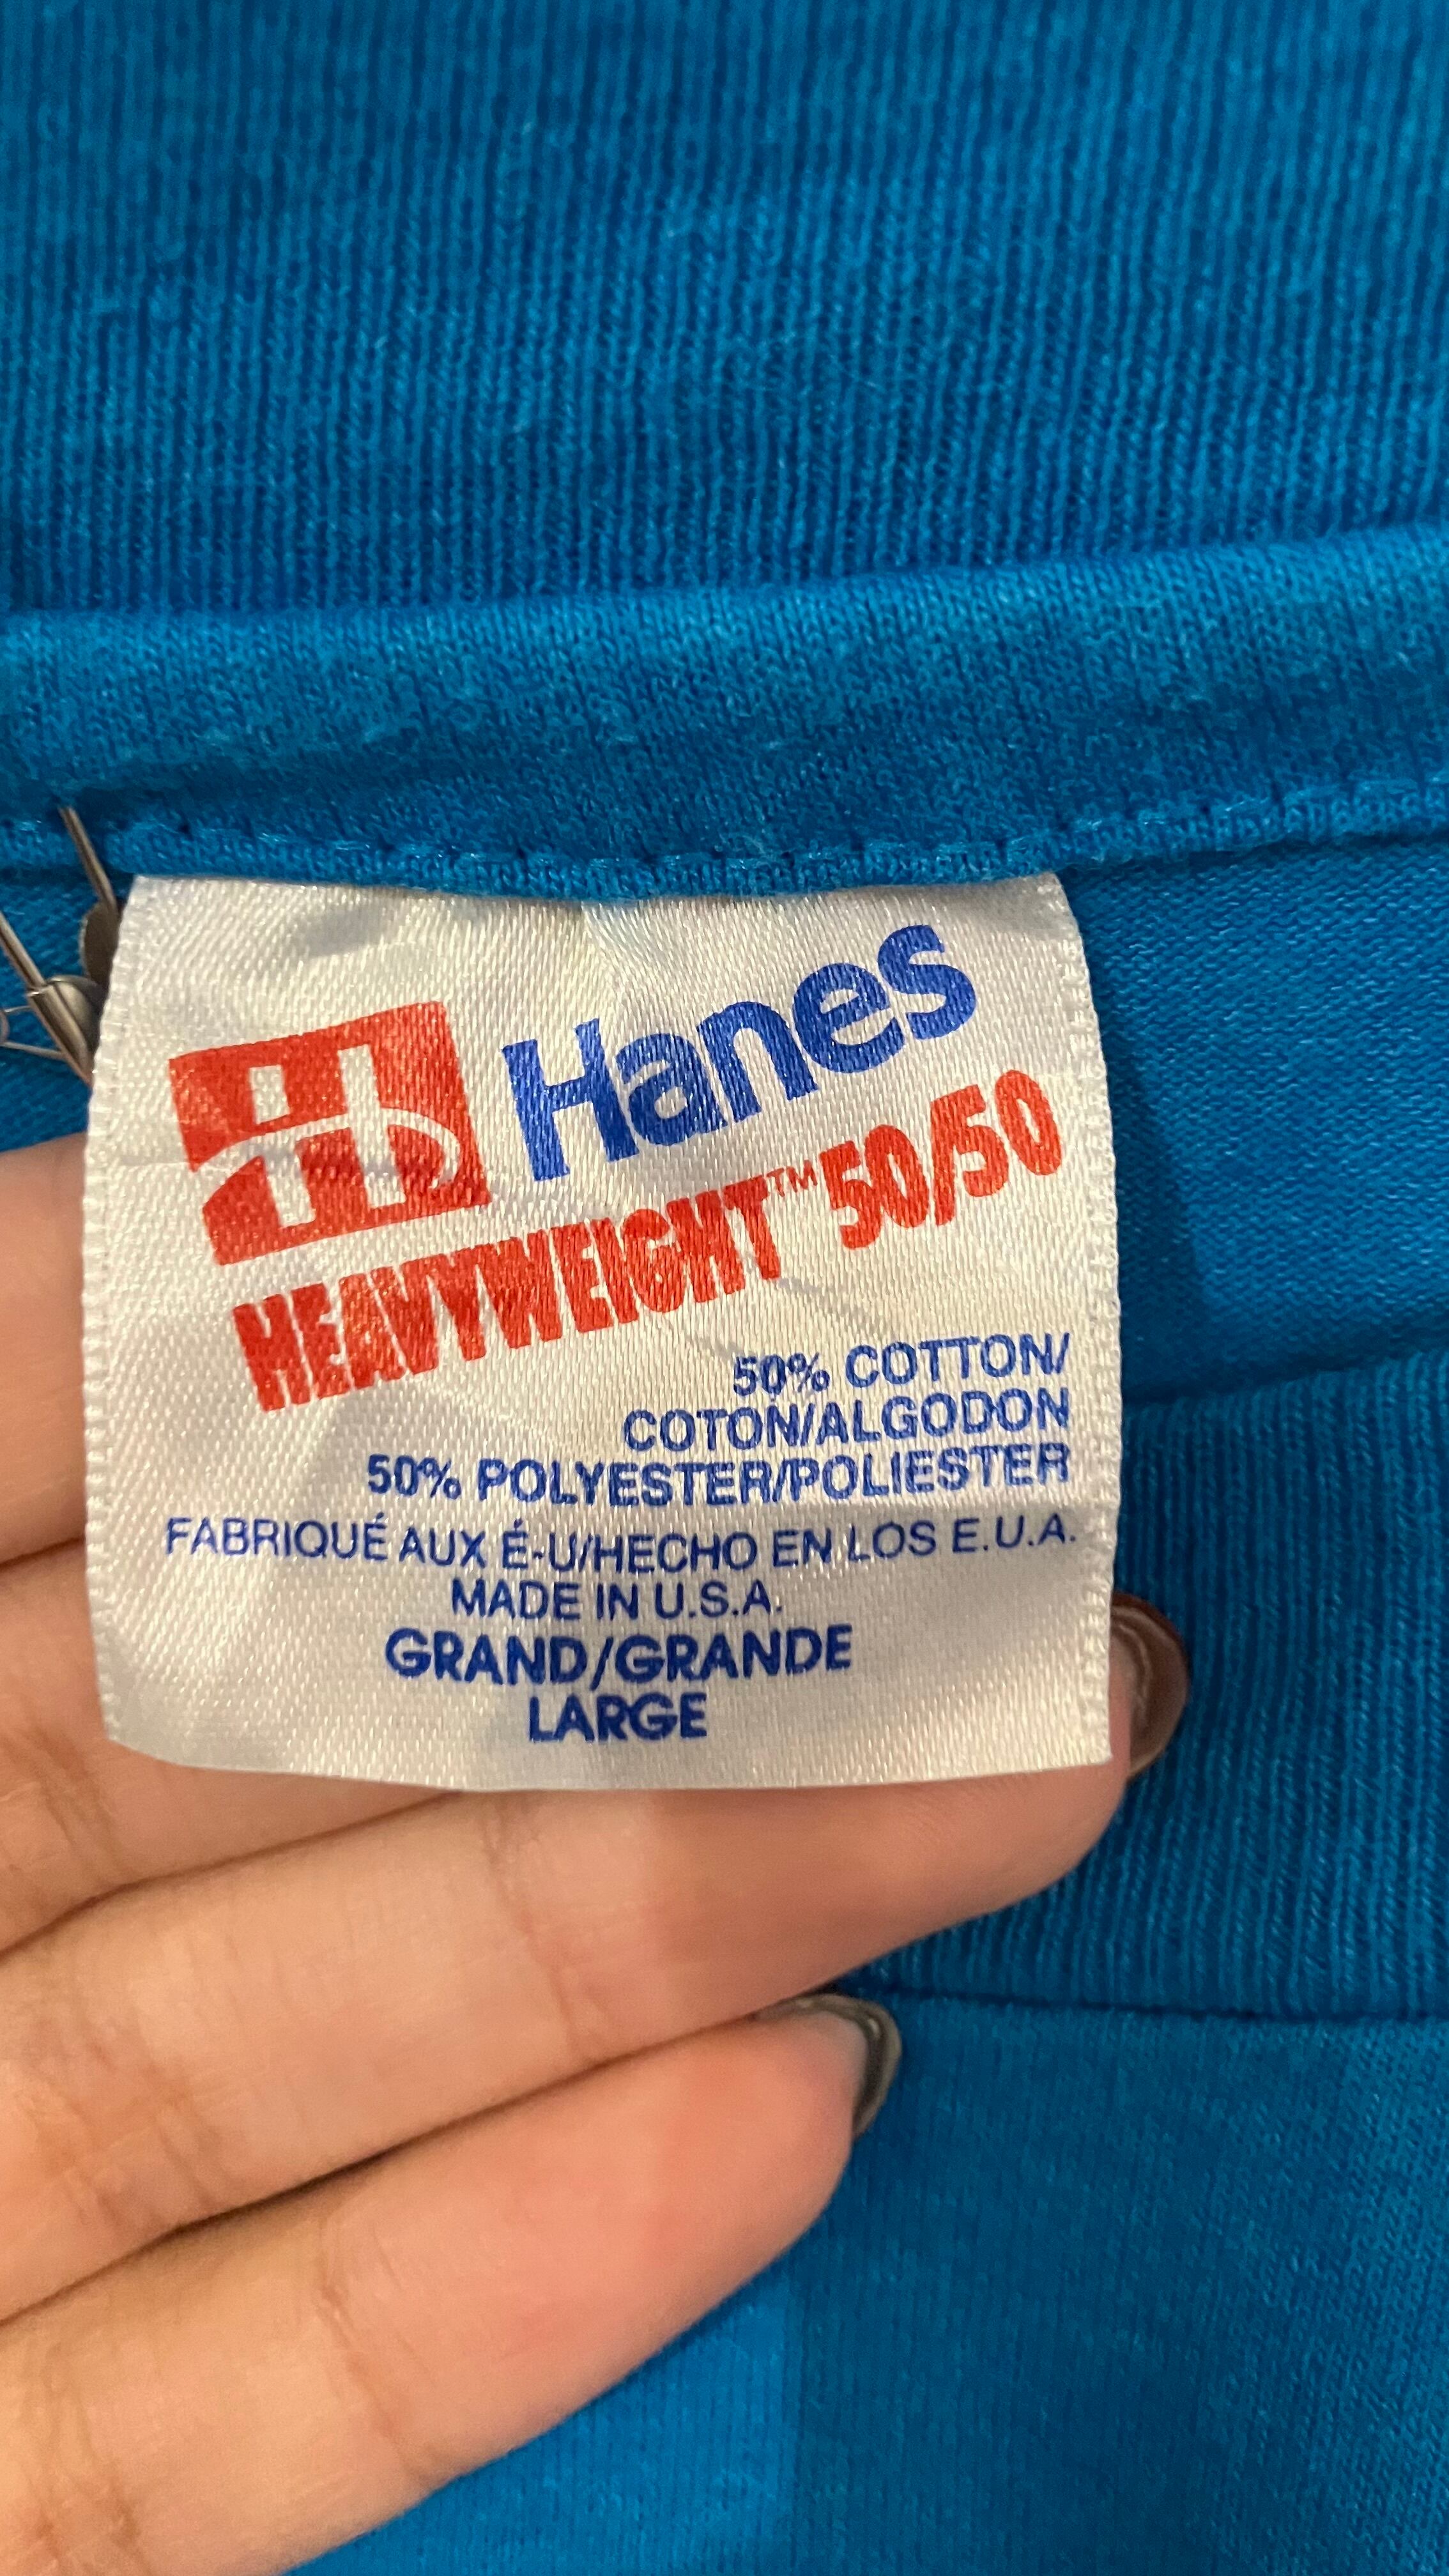 Hanes
HEAVYWEIGHT™ 50/50
50% COTTON/
COTON/ALGODON
50% POLYESTER/POLIESTER
FABRIQUÉ AUX É-U/HECHO EN LOS E.U.A.
MADE IN U.S.A.
GRAND/GRANDE
LARGE